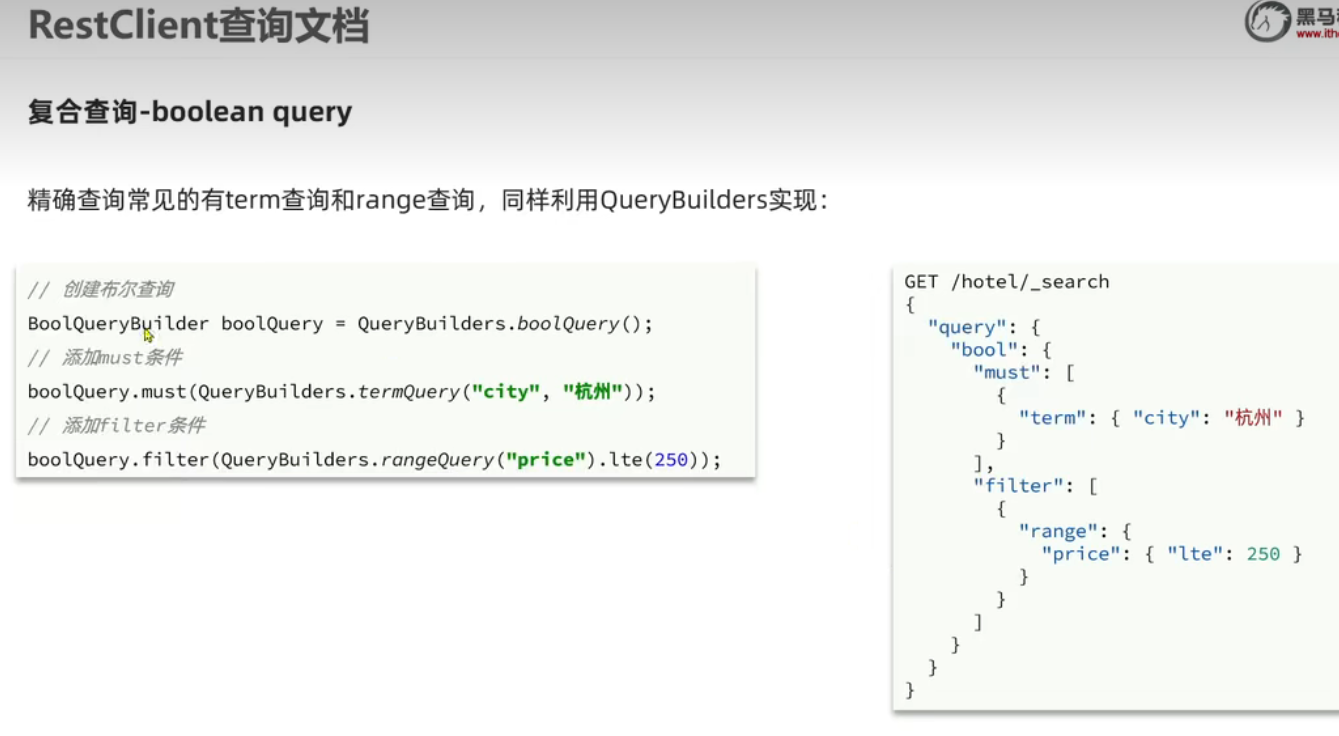 RestClient查询文档
黑马
www.ith
复合查询-boolean query
精确查询常见的有term查询和range查询，同样利用QueryBuilders实现：
// 创建布尔查询
BoolQueryBuilder boolQuery = QueryBuilders.boolQuery();
// 添加must条件
boolQuery.must(QueryBuilders.termQuery("city", "杭州"));
// 添加filter条件
boolQuery.filter(QueryBuilders.rangeQuery("price").lte(250));
GET /hotel/_search
{
"query": {
"bool": {
"must": [
{
"term": { "city": "杭州" }
}
],
"filter": [
{
"range": {
"price": { "lte": 250 }
}
}
]
}
}
}